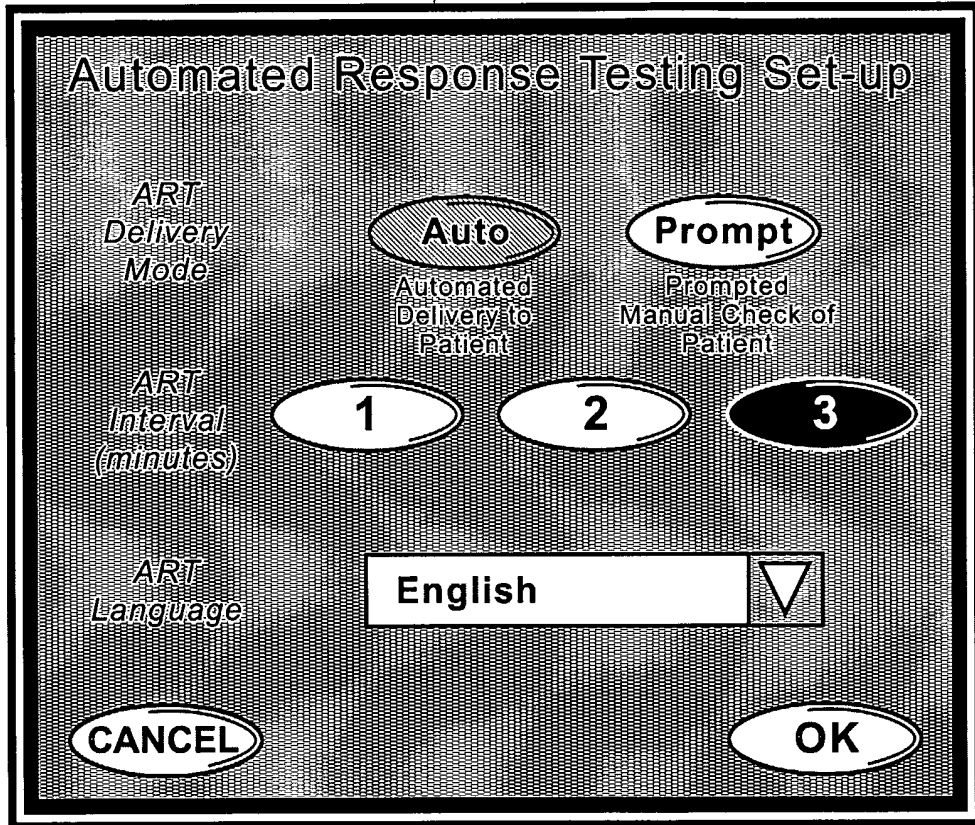 Automated Response Testing Set-up
ART
Delivery
Mode
Auto
Automated
Delivery to
Patient
Prompt
Prompted
Manual Check of
Patient
ART
Interval
(minutes)
1
2
3
ART
Language
English
CANCEL
OK